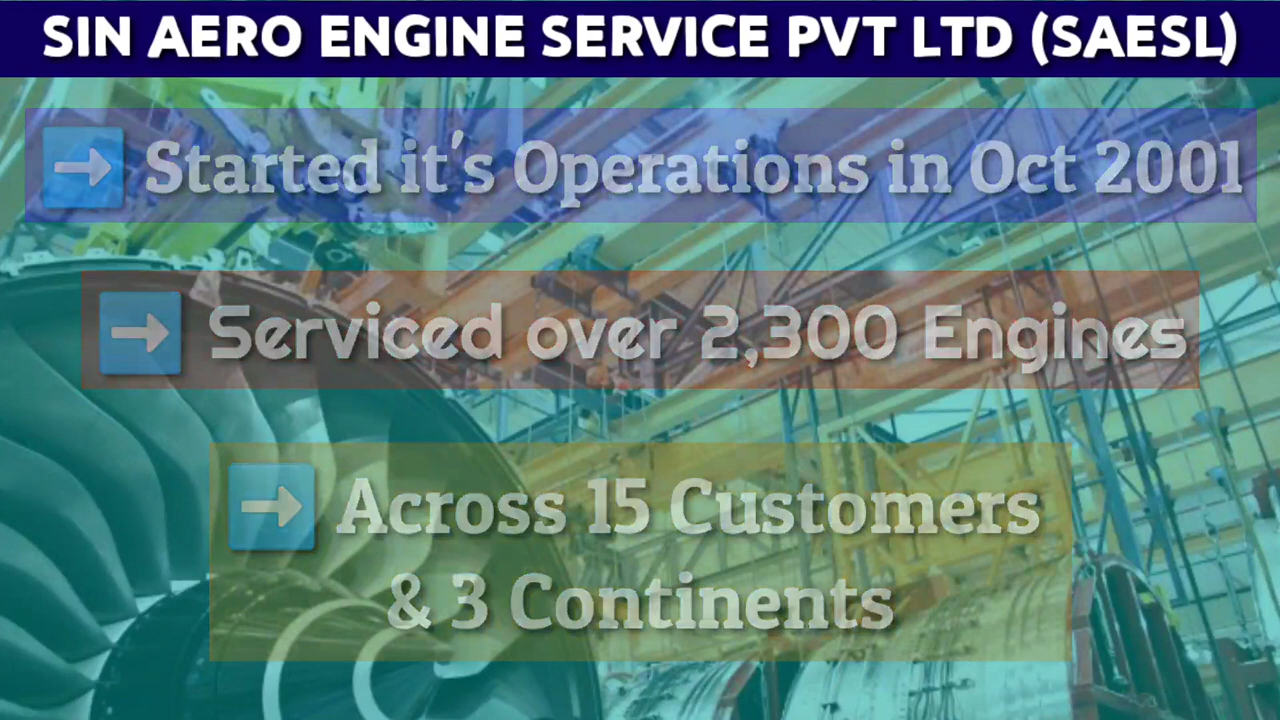 SIN AERO ENGINE SERVICE PVT LTD (SAESL)
➡ Started it's Operations in Oct 2001
➡ Serviced over 2,300 Engines
➡ Across 15 Customers
& 3 Continents